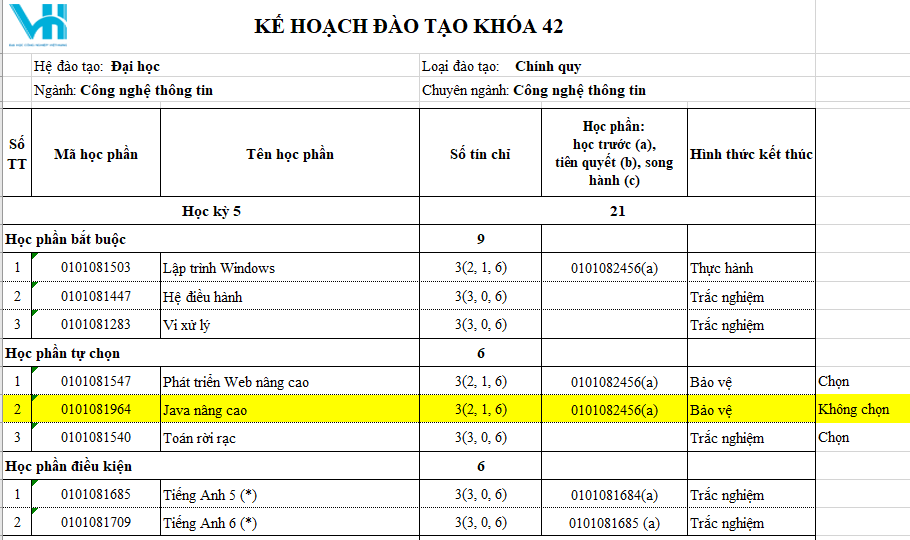 VH
KẾ HOẠCH ĐÀO TẠO KHÓA 42
Hệ đào tạo: Đại học Loại đào tạo: Chính quy
Ngành: Công nghệ thông tin Chuyên ngành: Công nghệ thông tin
Số TT Mã học phần Tên học phần Số tín chỉ Học phần: học trước (a), tiên quyết (b), song hành (c) Hình thức kết thúc
Học kỳ 5 21
Học phần bắt buộc 9
1 0101081503 Lập trình Windows 3(2, 1, 6) 0101082456(a) Thực hành
2 0101081447 Hệ điều hành 3(3, 0, 6) Trắc nghiệm
3 0101081283 Vi xử lý 3(3, 0, 6) Trắc nghiệm
Học phần tự chọn 6
1 0101081547 Phát triển Web nâng cao 3(2, 1, 6) 0101082456(a) Bảo vệ Chọn
2 0101081964 Java nâng cao 3(2, 1, 6) 0101082456(a) Bảo vệ Không chọn
3 0101081540 Toán rời rạc 3(3, 0, 6) Trắc nghiệm Chọn
Học phần điều kiện 6
1 0101081685 Tiếng Anh 5 (*) 3(3, 0, 6) 0101081684(a) Trắc nghiệm
2 0101081709 Tiếng Anh 6 (*) 3(3, 0, 6) 0101081685 (a) Trắc nghiệm